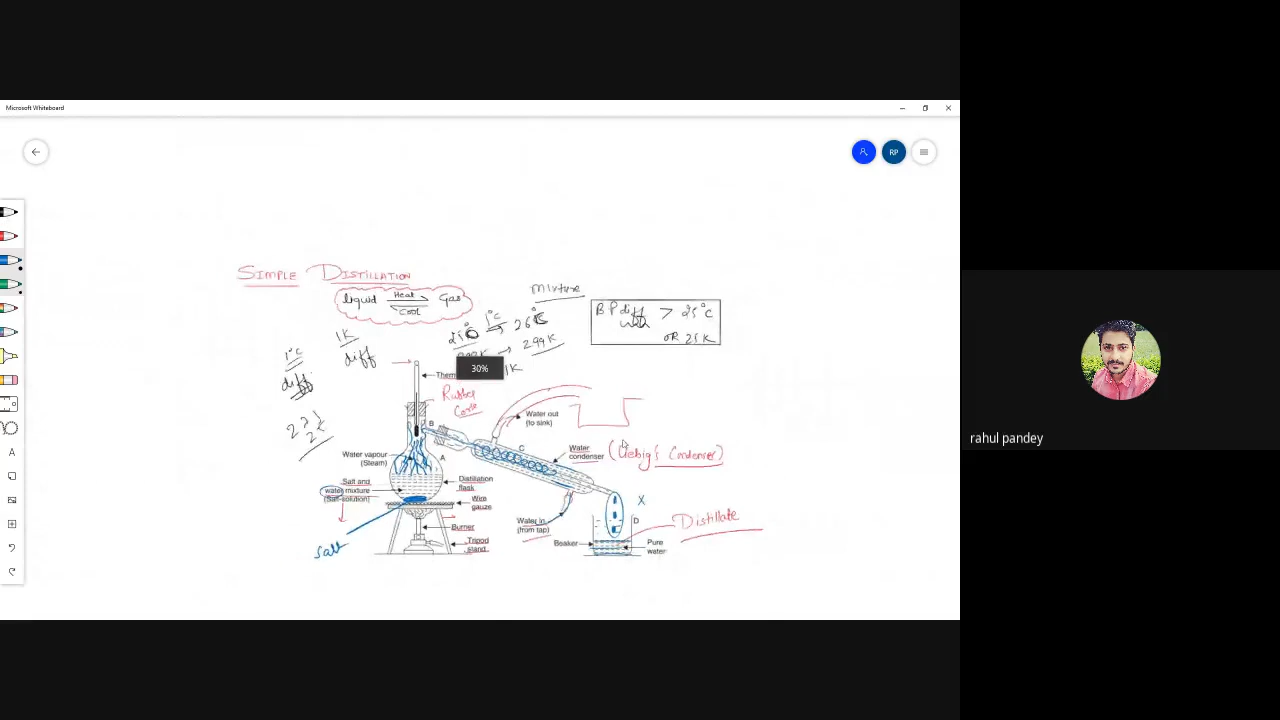 Microsoft Whiteboard
RP
SIMPLE DISTILLATION
liquid Heat Cool Gas
mixture
B P diff > 25°C
OR 25 K
1°C
26°C
299 K
1K
diff
1°C
diff
30%
1K
Rubber
Cork
Water out
(to sink)
B
C
Water
condenser
(Liebig's Condenser)
Water vapour
(Steam)
A
Salt and
water mixture
(Salt-solution)
Distillation
flask
Wire
gauze
Burner
Tripod
stand
Water in
(from tap)
X
D
Distillate
Beaker
Pure
water
Salt
rahul pandey